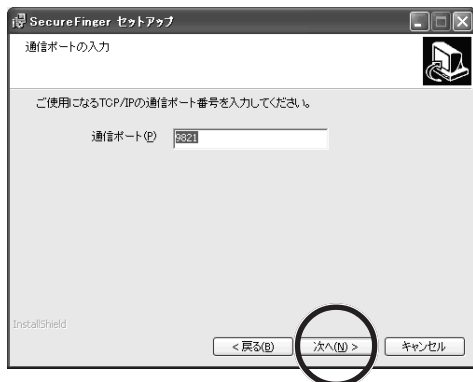 SecureFinger セットアップ
通信ポートの入力
ご使用になるTCP/IPの通信ポート番号を入力してください。
通信ポート(P) 9821
InstallShield
< 戻る(B) 次へ(N) > キャンセル